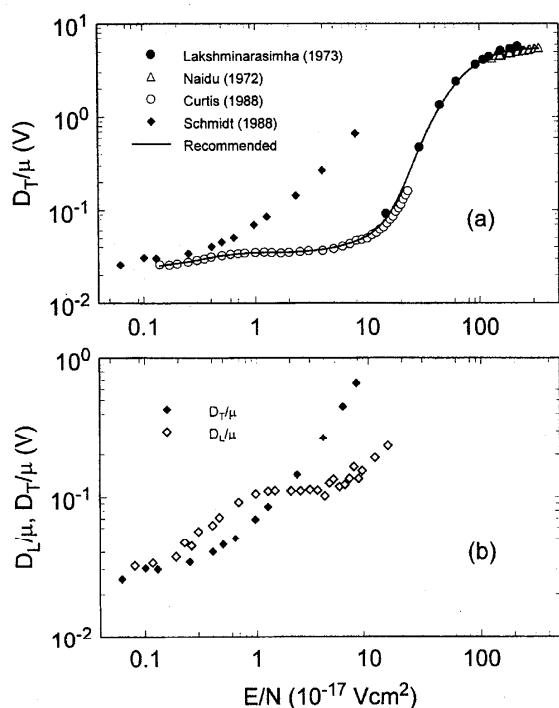 10¹
10⁰
10⁻¹
10⁻²
D_T/μ (V)
Lakshminarasimha (1973)
Naidu (1972)
Curtis (1988)
Schmidt (1988)
Recommended
(a)
0.1 1 10 100
10⁰
10⁻¹
10⁻²
D_L/μ, D_T/μ (V)
D_T/μ
D_L/μ
(b)
0.1 1 10 100
E/N (10⁻¹⁷ Vcm²)